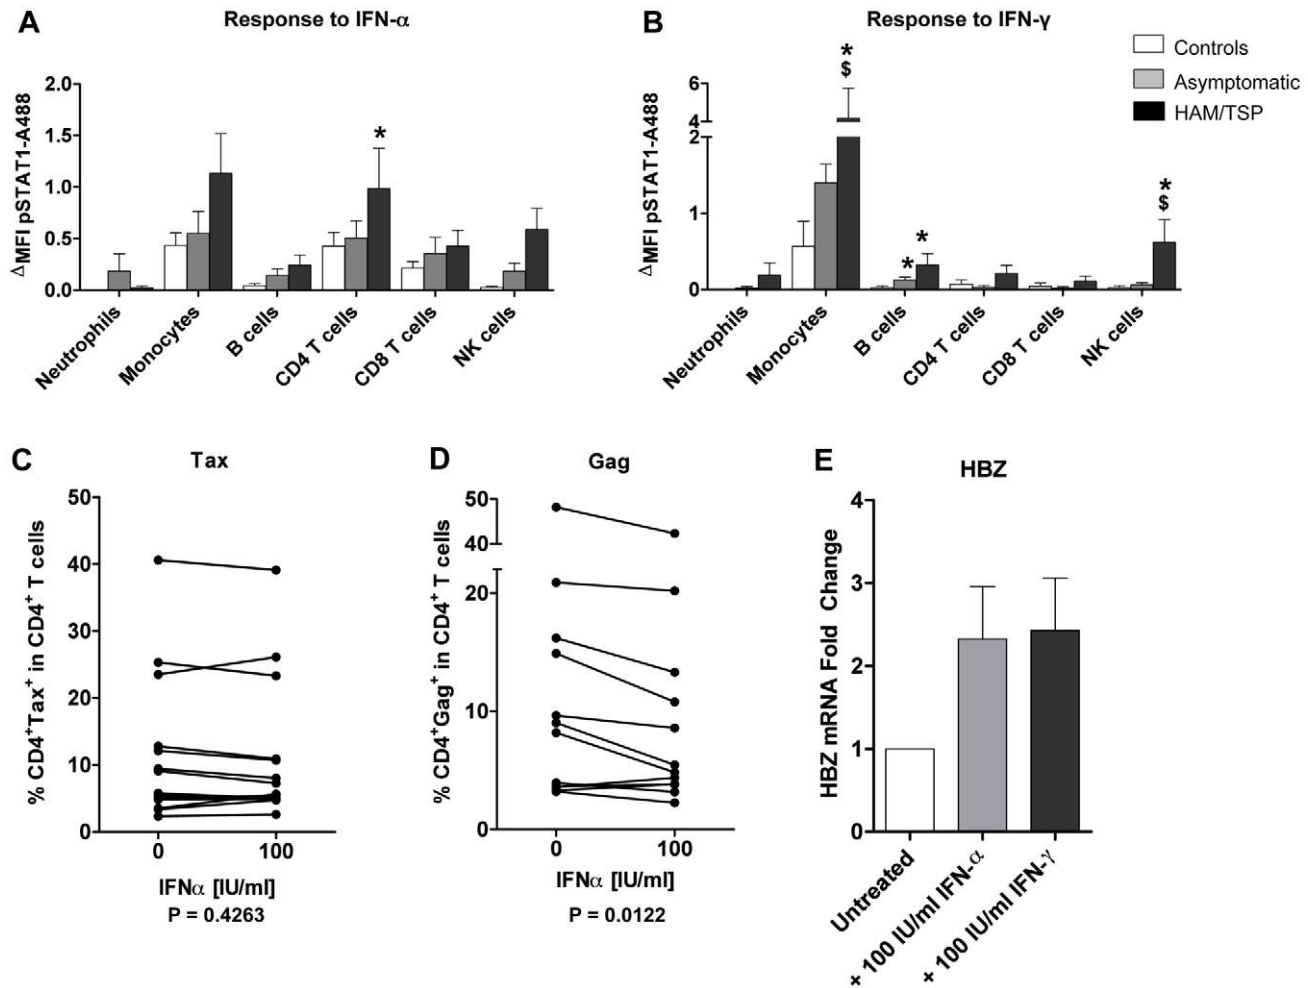 A
Response to IFN-α
ΔMFI pSTAT1-A488
2.0
1.5
1.0
0.5
0.0
*
Neutrophils
Monocytes
B cells
CD4 T cells
CD8 T cells
NK cells
B
Response to IFN-γ
ΔMFI pSTAT1-A488
6
4
2
1
0
*
$
*
*
*
$
Neutrophils
Monocytes
B cells
CD4 T cells
CD8 T cells
NK cells
Controls
Asymptomatic
HAM/TSP
C
Tax
% CD4⁺Tax⁺ in CD4⁺ T cells
50
40
30
20
10
0
0
100
IFNα [IU/ml]
P = 0.4263
D
Gag
% CD4⁺Gag⁺ in CD4⁺ T cells
50
40
20
10
0
0
100
IFNα [IU/ml]
P = 0.0122
E
HBZ
HBZ mRNA Fold Change
4
3
2
1
0
Untreated
+ 100 IU/ml IFN-α
+ 100 IU/ml IFN-γ